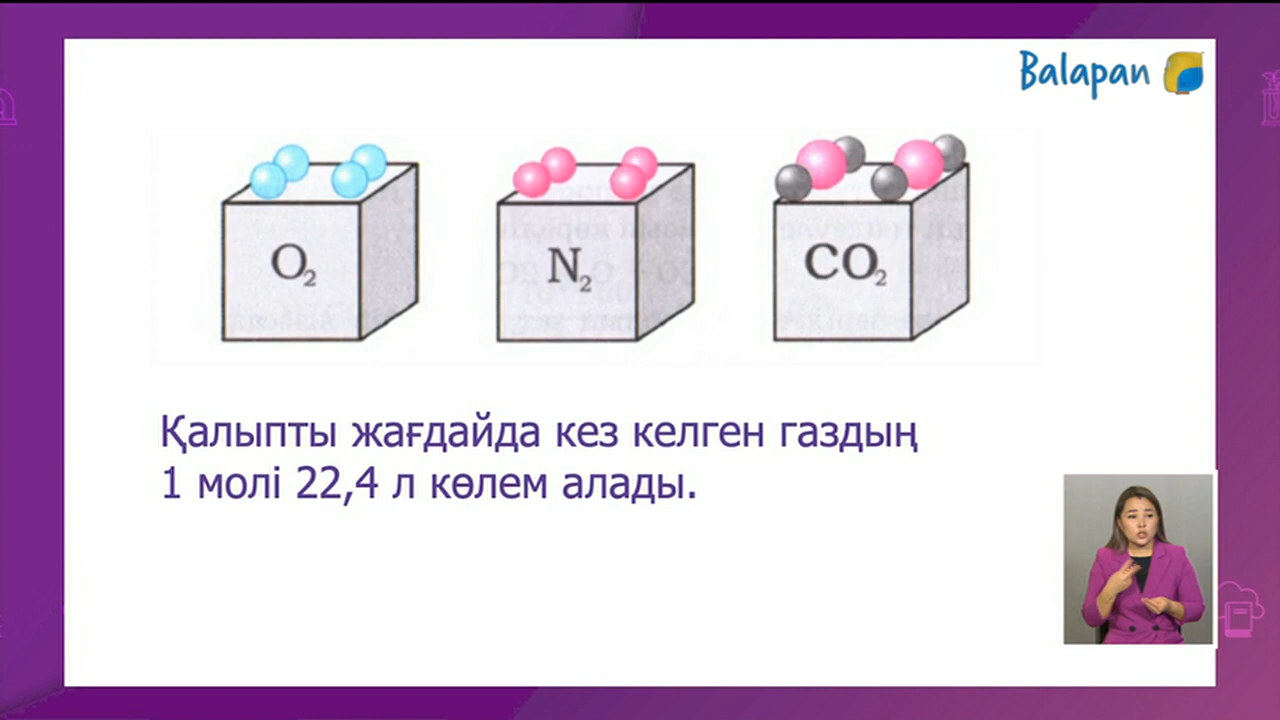 Balapan
O₂ N₂ CO₂
Қалыпты жағдайда кез келген газдың
1 молі 22,4 л көлем алады.